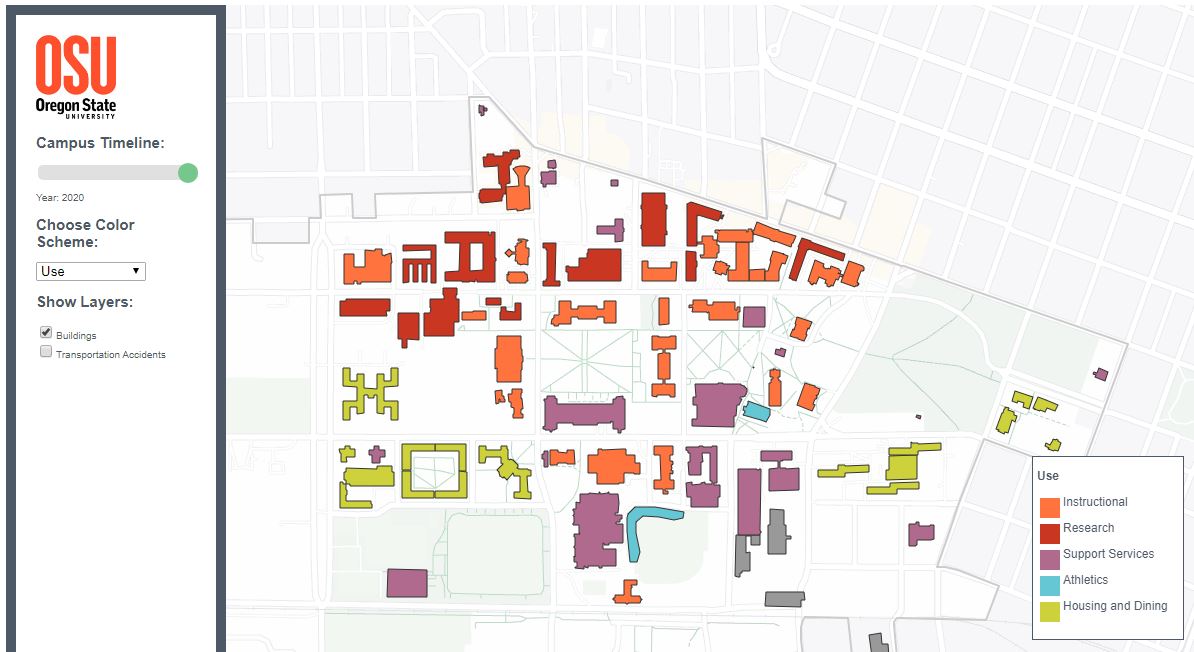 OSU
Oregon State
UNIVERSITY
Campus Timeline:
Year: 2020
Choose Color
Scheme:
Use
Show Layers:
Buildings
Transportation Accidents
Use
Instructional
Research
Support Services
Athletics
Housing and Dining